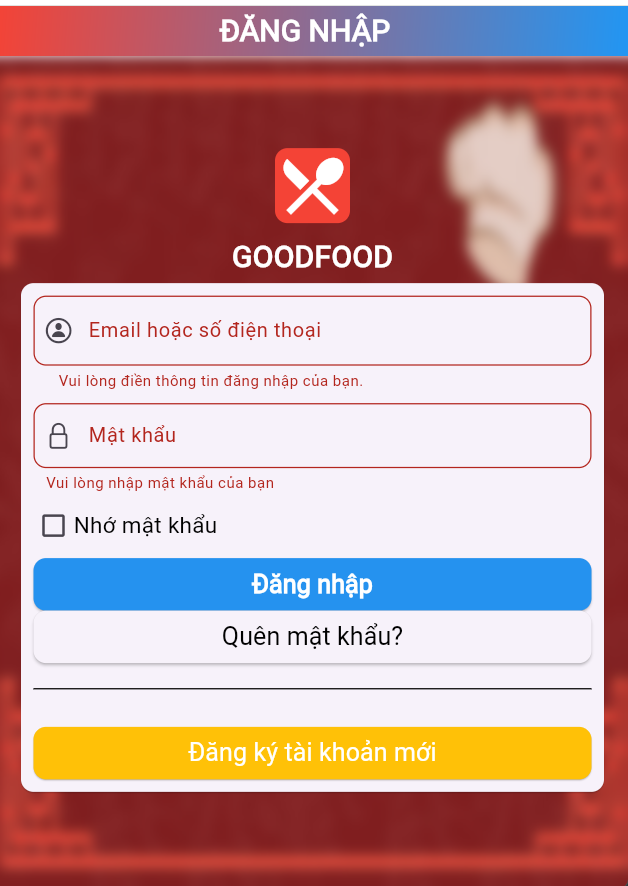 ĐĂNG NHẬP
GOODFOOD
Email hoặc số điện thoại
Vui lòng điền thông tin đăng nhập của bạn.
Mật khẩu
Vui lòng nhập mật khẩu của bạn
Nhớ mật khẩu
Đăng nhập
Quên mật khẩu?
Đăng ký tài khoản mới